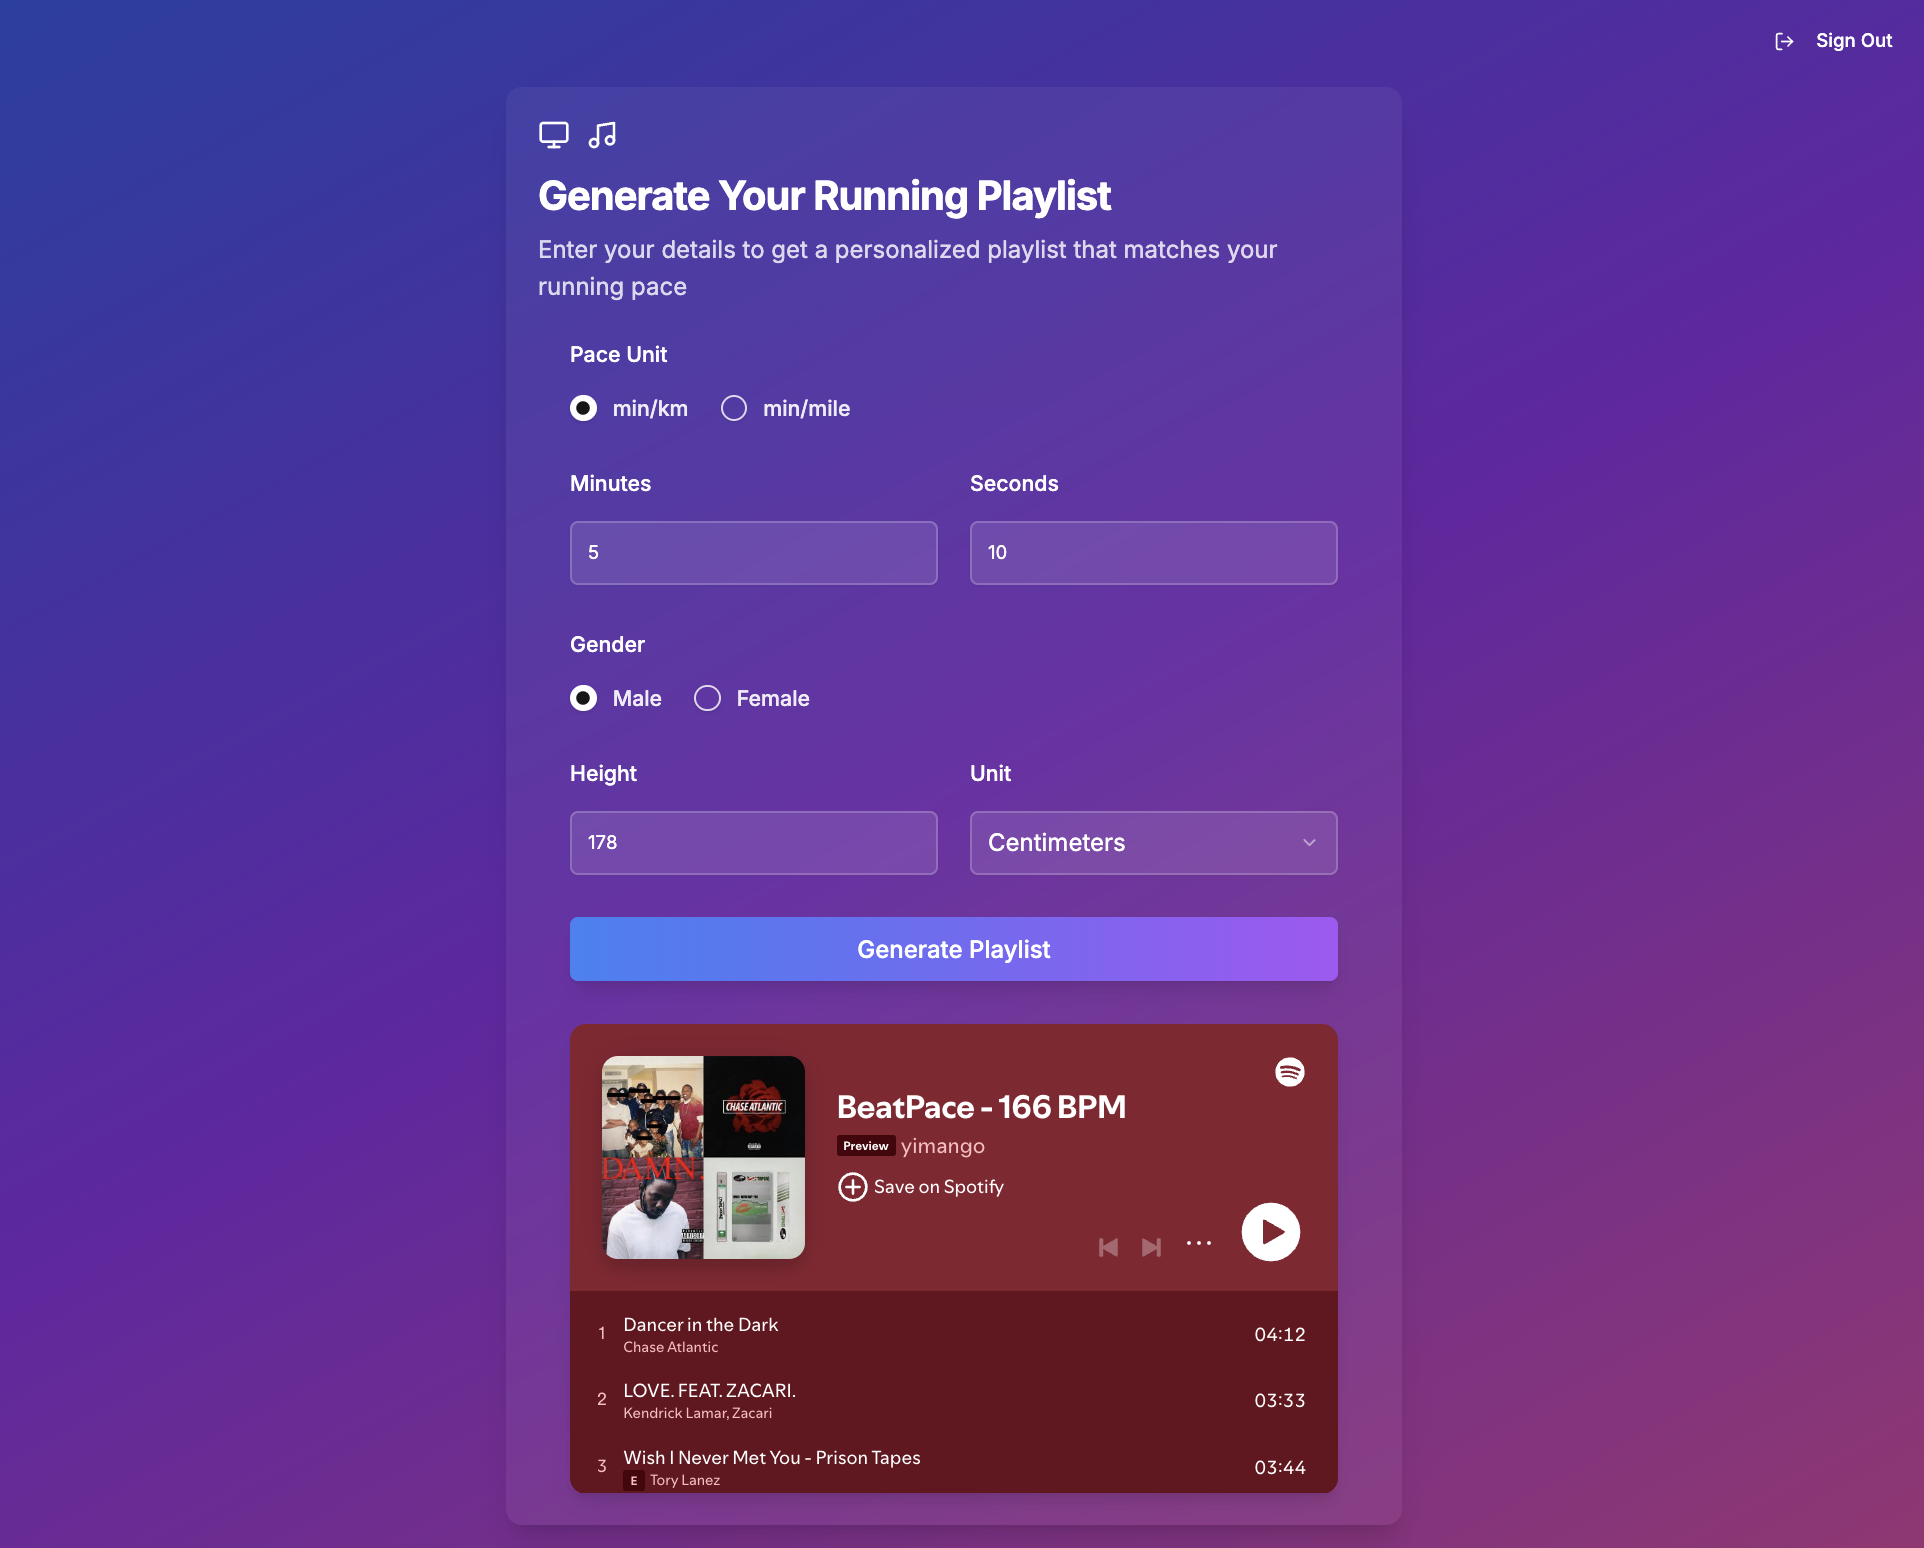 Sign Out
Generate Your Running Playlist
Enter your details to get a personalized playlist that matches your
running pace
Pace Unit
min/km
min/mile
Minutes
Seconds
5
10
Gender
Male
Female
Height
Unit
178
Centimeters
Generate Playlist
DAMN.
CHASE ATLANTIC
BeatPace - 166 BPM
Preview yimango
Save on Spotify
1
Dancer in the Dark
Chase Atlantic
04:12
2
LOVE. FEAT. ZACARI.
Kendrick Lamar, Zacari
03:33
3
Wish I Never Met You - Prison Tapes
E Tory Lanez
03:44